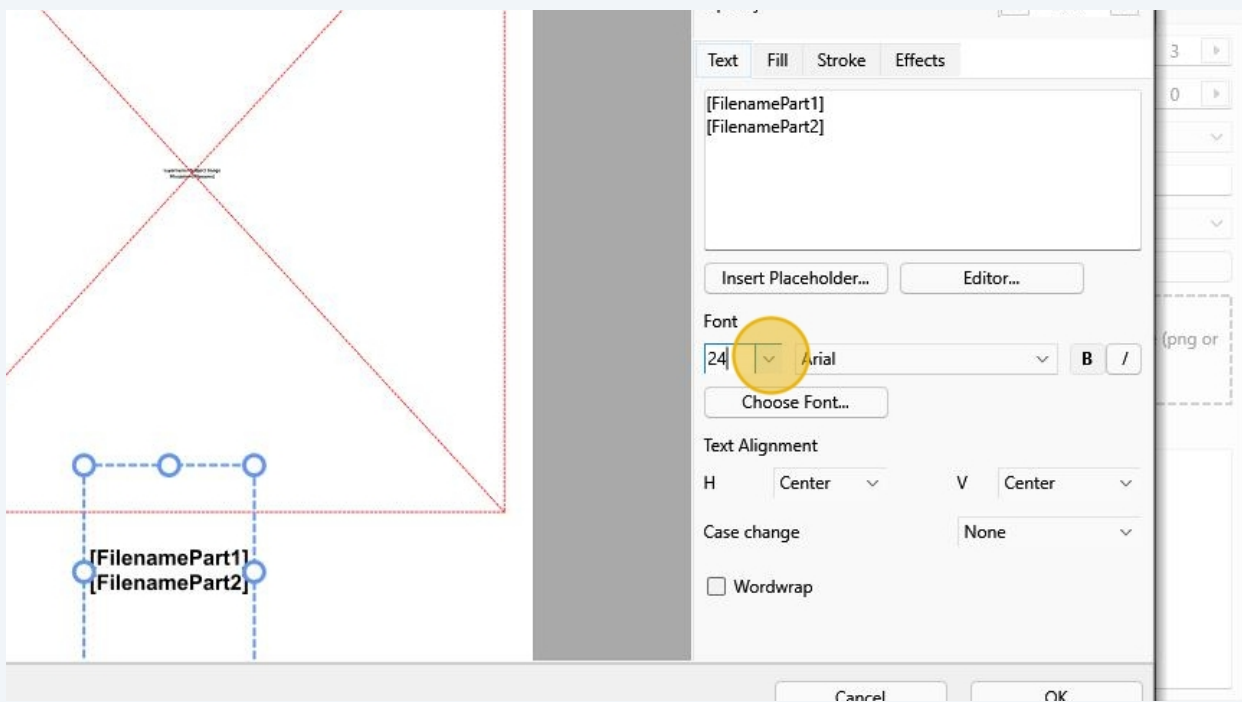 Text Fill Stroke Effects
[FilenamePart1]
[FilenamePart2]
Insert Placeholder... Editor...
Font
24 Arial B I
Choose Font...
Text Alignment
H Center V Center
Case change None
Wordwrap
Cancel OK
[FilenamePart1]
[FilenamePart2]
3
0
(png or